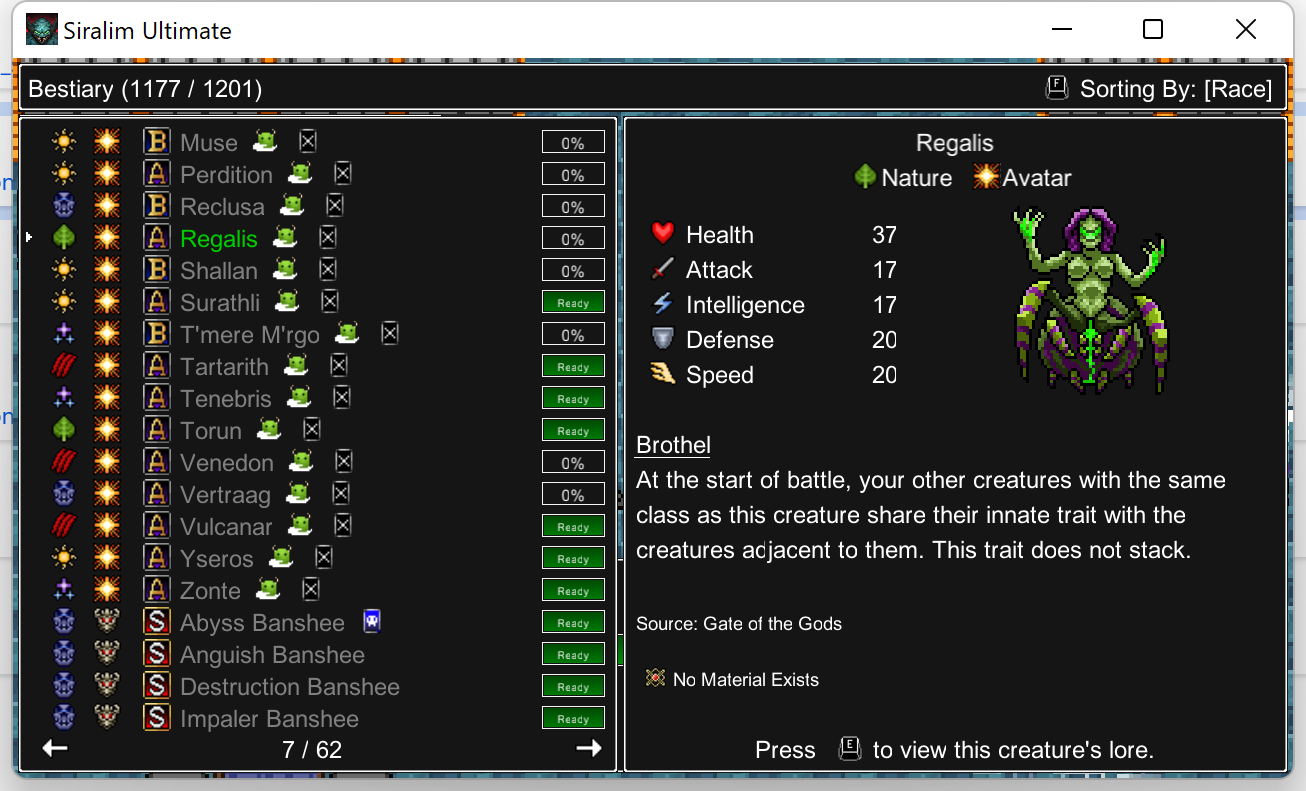 Siralim Ultimate
Bestiary (1177 / 1201)
F Sorting By: [Race]
B Muse 0%
A Perdition 0%
B Reclusa 0%
A Regalis 0%
B Shallan 0%
A Surathli Ready
B T'mere M'rgo 0%
A Tartarith Ready
A Tenebris Ready
A Torun Ready
A Venedon 0%
A Vertraag 0%
A Vulcanar Ready
A Yseros Ready
A Zonte Ready
S Abyss Banshee Ready
S Anguish Banshee Ready
S Destruction Banshee Ready
S Impaler Banshee Ready
7 / 62
Regalis
Nature Avatar
Health 37
Attack 17
Intelligence 17
Defense 20
Speed 20
Brothel
At the start of battle, your other creatures with the same
class as this creature share their innate trait with the
creatures adjacent to them. This trait does not stack.
Source: Gate of the Gods
No Material Exists
Press E to view this creature's lore.